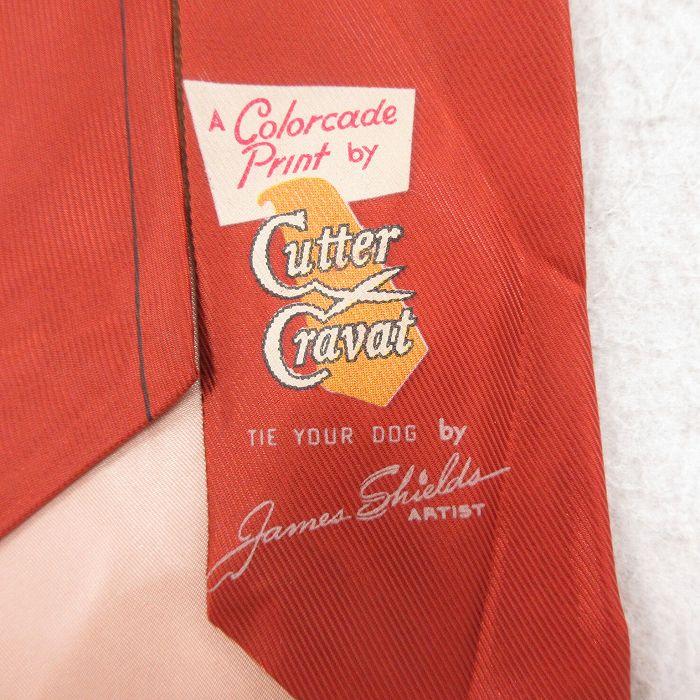 A Colorcade
Print by
Cutter
Cravat
TIE YOUR DOG by
James Shields
ARTIST